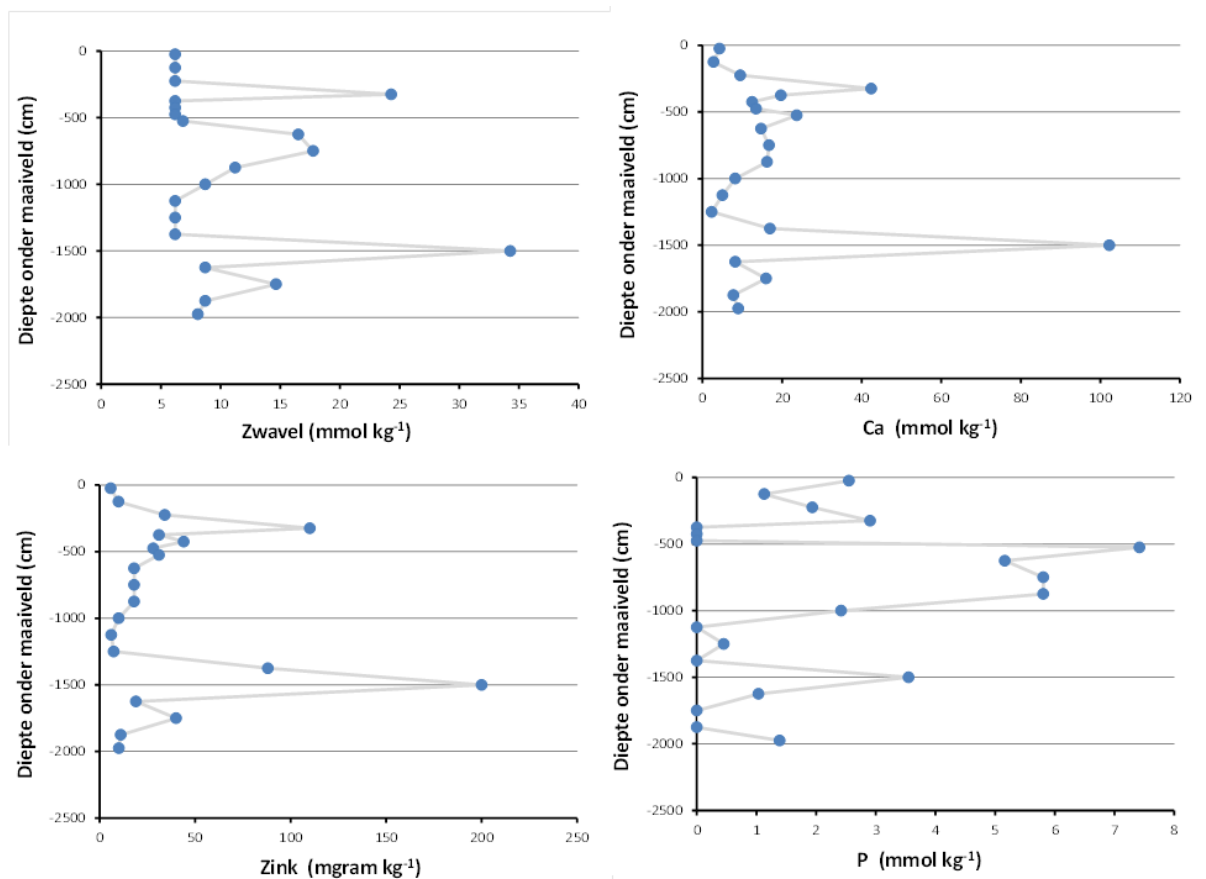 0
-500
-1000
-1500
-2000
-2500
Diepte onder maaiveld (cm)
0 5 10 15 20 25 30 35 40
Zwavel (mmol kg-1)
0
-500
-1000
-1500
-2000
-2500
Diepte onder maaiveld (cm)
0 20 40 60 80 100 120
Ca (mmol kg-1)
0
-500
-1000
-1500
-2000
-2500
Diepte onder maaiveld (cm)
0 50 100 150 200 250
Zink (mgram kg-1)
0
-500
-1000
-1500
-2000
-2500
Diepte onder maaiveld (cm)
0 1 2 3 4 5 6 7 8
P (mmol kg-1)